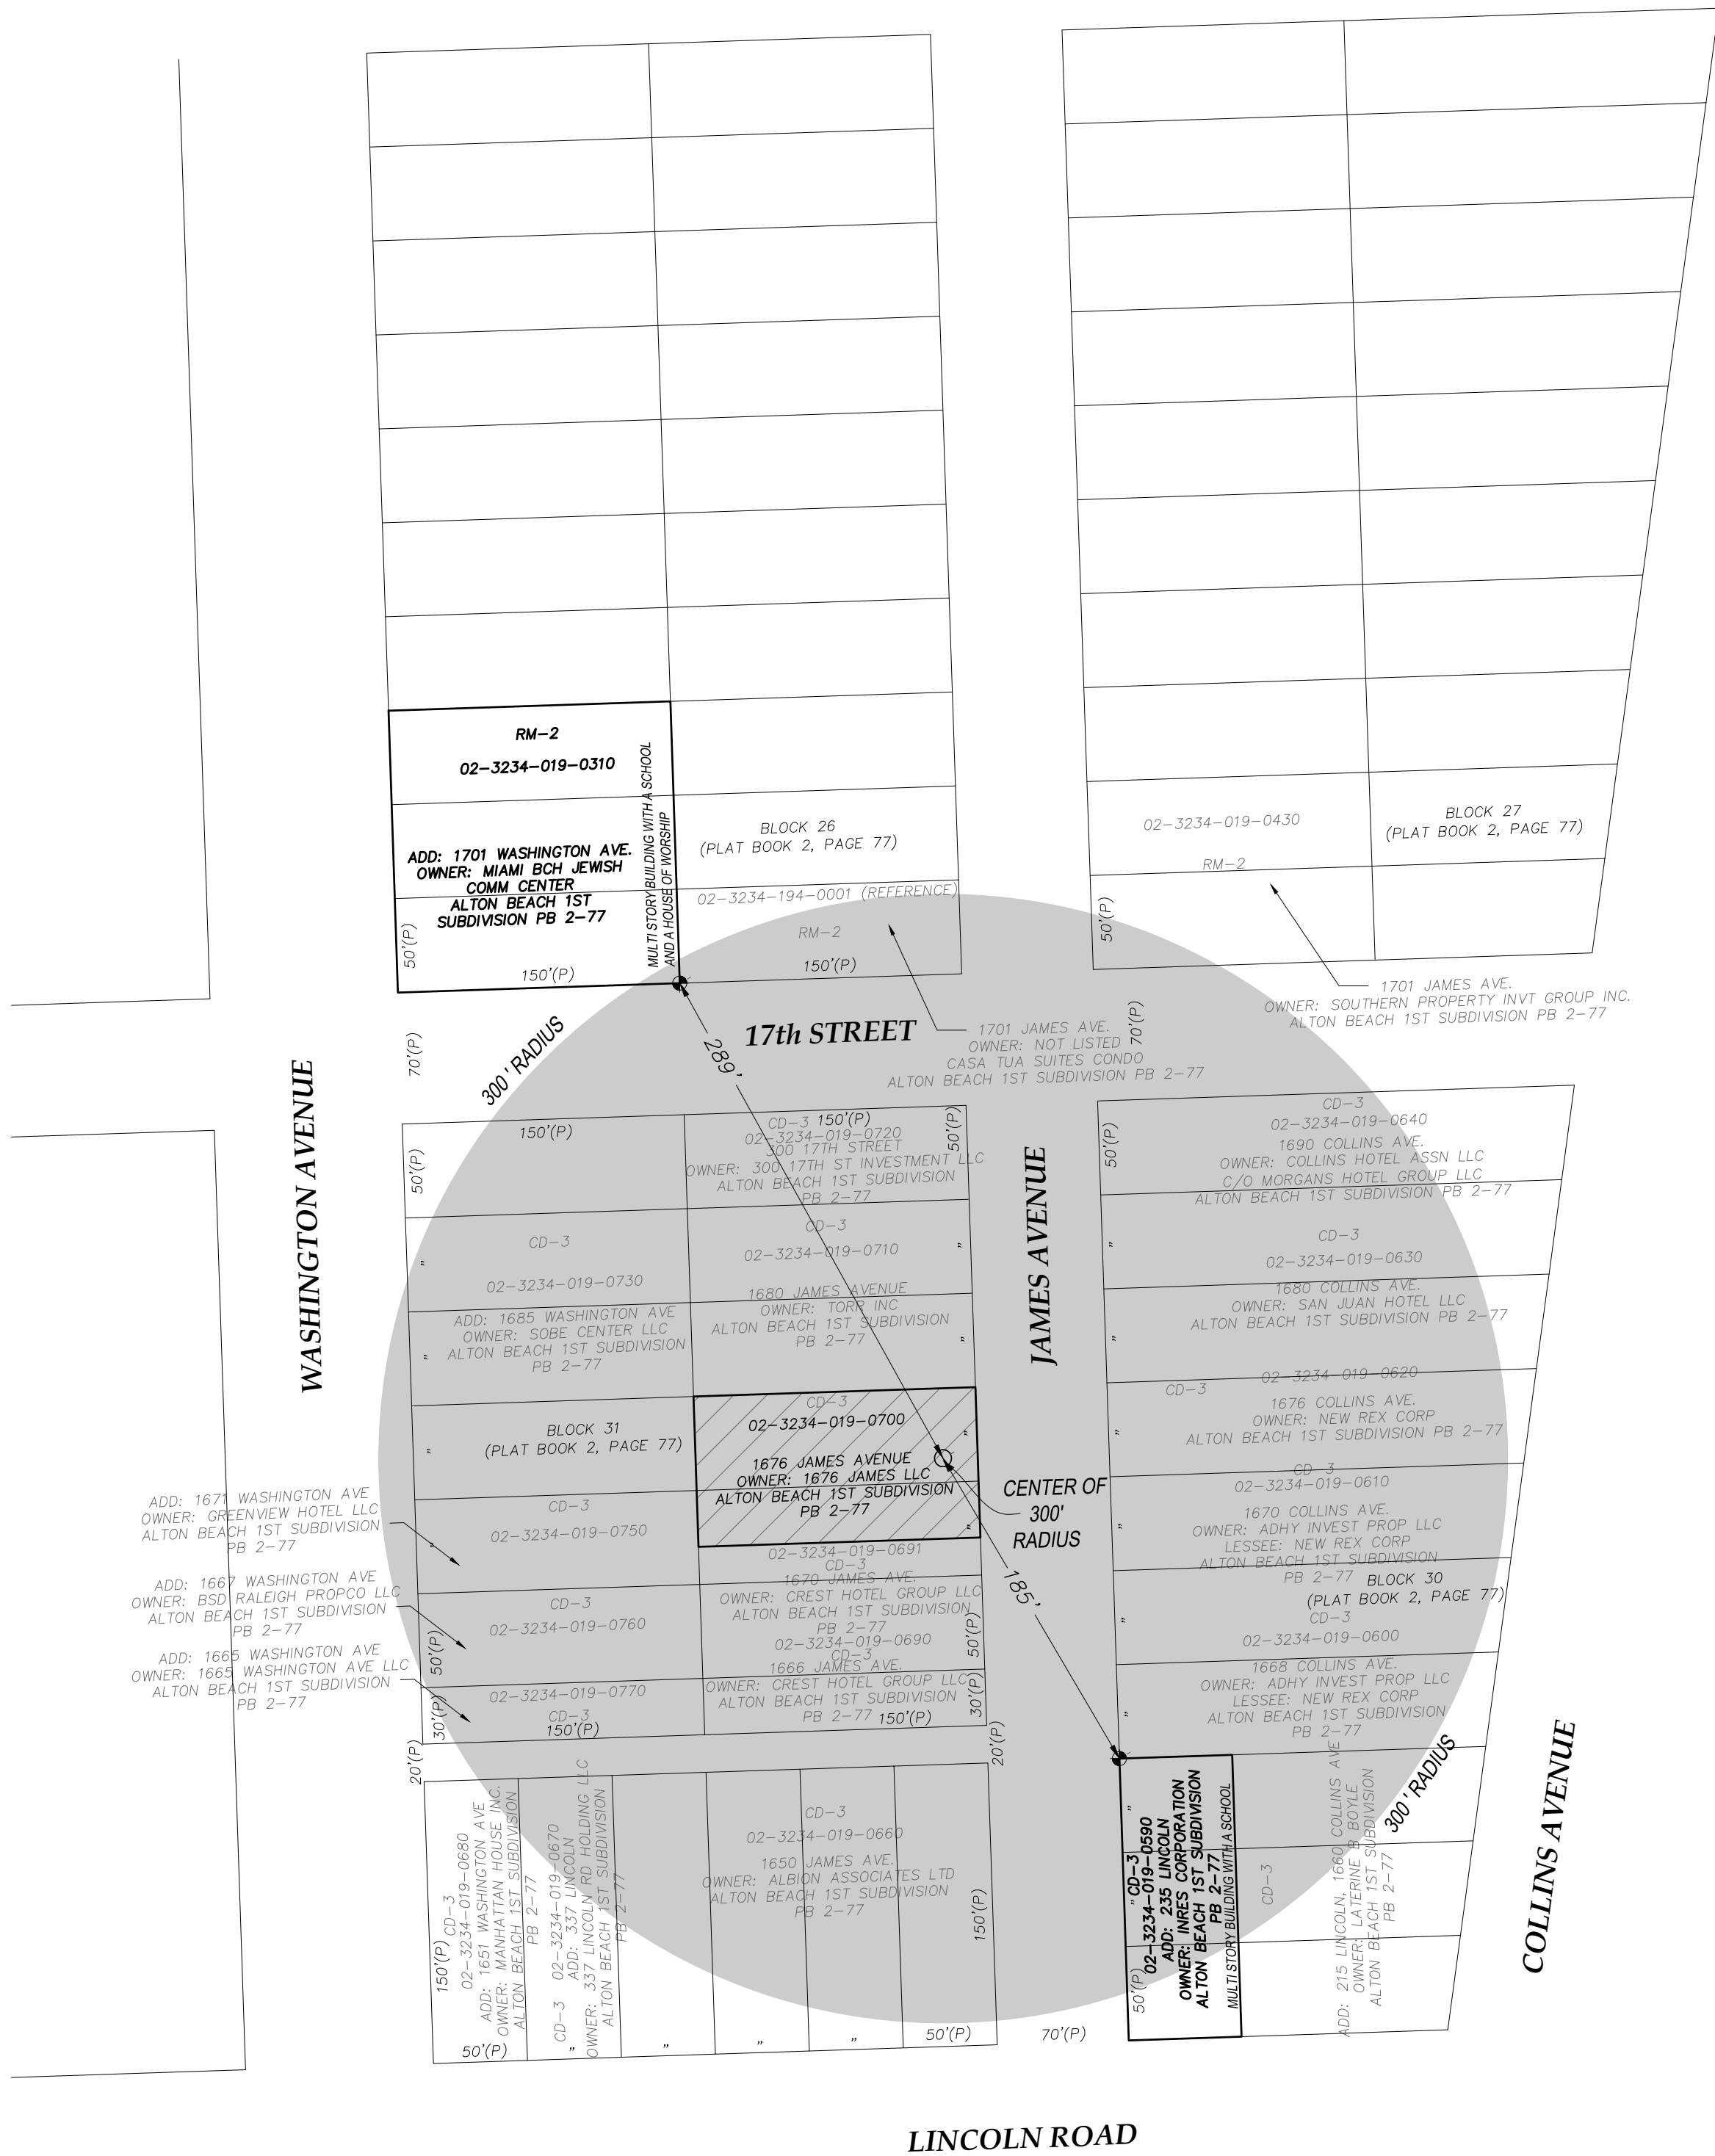 RM-2
02-3234-019-0310
MULTI STORY BUILDING WITH A SCHOOL
AND A HOUSE OF WORSHIP
ADD: 1701 WASHINGTON AVE.
OWNER: MIAMI BCH JEWISH
COMM CENTER
ALTON BEACH 1ST
SUBDIVISION PB 2-77
50'(P)
150'(P)
BLOCK 26
(PLAT BOOK 2, PAGE 77)
02-3234-194-0001 (REFERENCE)
RM-2
150'(P)
02-3234-019-0430
RM-2
BLOCK 27
(PLAT BOOK 2, PAGE 77)
50'(P)
1701 JAMES AVE.
OWNER: SOUTHERN PROPERTY INVT GROUP INC.
ALTON BEACH 1ST SUBDIVISION PB 2-77
70'(P)
300' RADIUS
289'
17th STREET
1701 JAMES AVE.
OWNER: NOT LISTED
CASA TUA SUITES CONDO
ALTON BEACH 1ST SUBDIVISION PB 2-77
70'(P)
WASHINGTON AVENUE
150'(P)
50'(P)
CD-3
150'(P)
02-3234-019-0720
300 17TH STREET
OWNER: 300 17TH ST INVESTMENT LLC
ALTON BEACH 1ST SUBDIVISION
PB 2-77
50'(P)
JAMES AVENUE
50'(P)
CD-3
02-3234-019-0640
1690 COLLINS AVE.
OWNER: COLLINS HOTEL ASSN LLC
C/O MORGANS HOTEL GROUP LLC
ALTON BEACH 1ST SUBDIVISION PB 2-77
"
CD-3
02-3234-019-0730
"
ADD: 1685 WASHINGTON AVE
OWNER: SOBE CENTER LLC
ALTON BEACH 1ST SUBDIVISION
PB 2-77
CD-3
02-3234-019-0710
"
1680 JAMES AVENUE
OWNER: TORR INC
ALTON BEACH 1ST SUBDIVISION
PB 2-77
"
"
CD-3
02-3234-019-0630
1680 COLLINS AVE.
OWNER: SAN JUAN HOTEL LLC
ALTON BEACH 1ST SUBDIVISION PB 2-77
"
"
BLOCK 31
(PLAT BOOK 2, PAGE 77)
CD-3
02-3234-019-0700
"
1676 JAMES AVENUE
OWNER: 1676 JAMES LLC
ALTON BEACH 1ST SUBDIVISION
PB 2-77
"
CENTER OF
300'
RADIUS
02-3234-019-0620
CD-3
1676 COLLINS AVE.
OWNER: NEW REX CORP
ALTON BEACH 1ST SUBDIVISION PB 2-77
"
ADD: 1671 WASHINGTON AVE
OWNER: GREENVIEW HOTEL LLC
ALTON BEACH 1ST SUBDIVISION
PB 2-77
CD-3
02-3234-019-0750
"
02-3234-019-0691
CD-3
1670 JAMES AVE.
OWNER: CREST HOTEL GROUP LLC
ALTON BEACH 1ST SUBDIVISION
PB 2-77
185'
CD-3
02-3234-019-0610
1670 COLLINS AVE.
OWNER: ADHY INVEST PROP LLC
LESSEE: NEW REX CORP
ALTON BEACH 1ST SUBDIVISION
PB 2-77
"
BLOCK 30
(PLAT BOOK 2, PAGE 77)
ADD: 1667 WASHINGTON AVE
OWNER: BSD RALEIGH PROPCO LLC
ALTON BEACH 1ST SUBDIVISION
PB 2-77
CD-3
02-3234-019-0760
50'(P)
02-3234-019-0690
CD-3
1666 JAMES AVE.
OWNER: CREST HOTEL GROUP LLC
ALTON BEACH 1ST SUBDIVISION
PB 2-77
150'(P)
50'(P)
30'(P)
"
CD-3
02-3234-019-0600
1668 COLLINS AVE.
OWNER: ADHY INVEST PROP LLC
LESSEE: NEW REX CORP
ALTON BEACH 1ST SUBDIVISION
PB 2-77
"
ADD: 1665 WASHINGTON AVE
OWNER: 1665 WASHINGTON AVE LLC
ALTON BEACH 1ST SUBDIVISION
PB 2-77
02-3234-019-0770
CD-3
150'(P)
30'(P)
20'(P)
20'(P)
150'(P)
CD-3
02-3234-019-0680
ADD: 1651 WASHINGTON AVE
OWNER: MANHATTAN HOUSE INC.
ALTON BEACH 1ST SUBDIVISION
PB 2-77
50'(P)
CD-3
02-3234-019-0670
ADD: 337 LINCOLN
OWNER: 337 LINCOLN RD HOLDING LLC
ALTON BEACH 1ST SUBDIVISION
PB 2-77
"
"
"
"
CD-3
02-3234-019-0660
1650 JAMES AVE.
OWNER: ALBION ASSOCIATES LTD
ALTON BEACH 1ST SUBDIVISION
PB 2-77
150'(P)
50'(P)
70'(P)
50'(P)
"
"
CD-3
02-3234-019-0590
ADD: 235 LINCOLN
OWNER: INRES CORPORATION
ALTON BEACH 1ST SUBDIVISION
PB 2-77
MULTI STORY BUILDING WITH A SCHOOL
CD-3
ADD: 215 LINCOLN, 1660 COLLINS AVE
OWNER: LATERINE B BOYLE
ALTON BEACH 1ST SUBDIVISION
PB 2-77
300' RADIUS
COLLINS AVENUE
LINCOLN ROAD